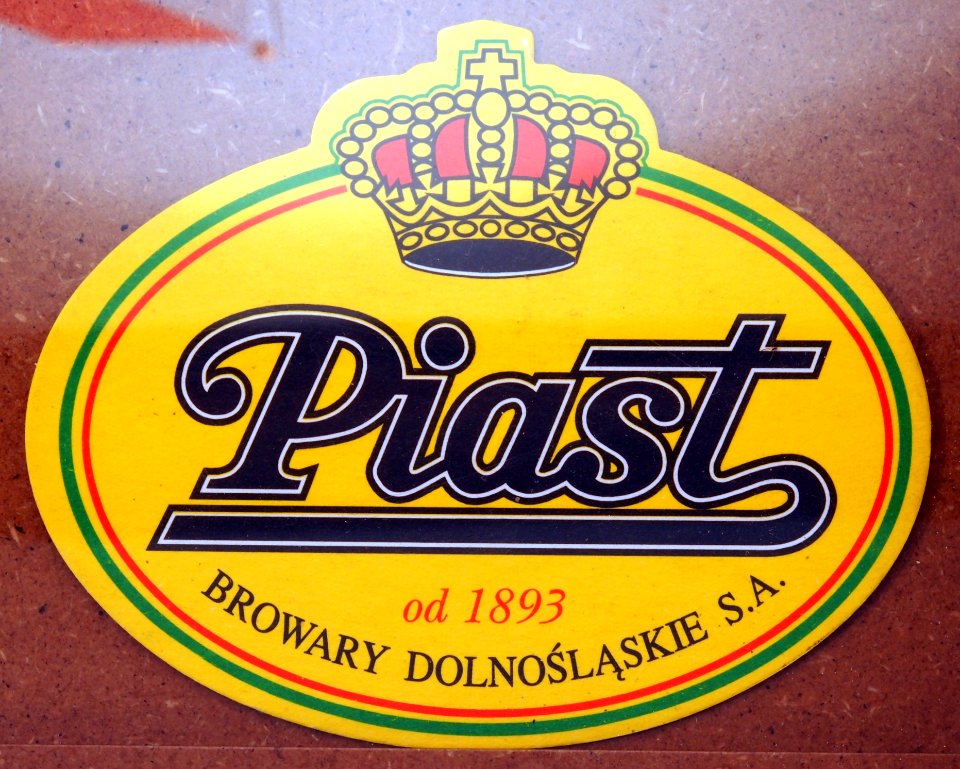 Piast
od 1893
BROWARY DOLNOŚLĄSKIE S.A.